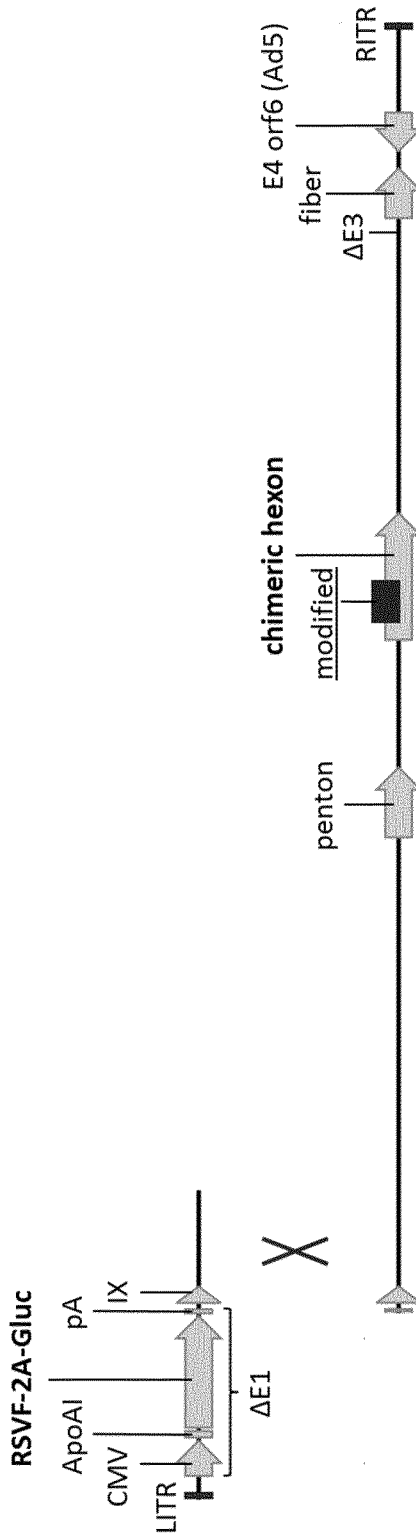 RSVF-2A-Gluc
ApoAI
pA
CMV
IX
LITR
ΔE1
chimeric hexon
modified
penton
E4 orf6 (Ad5)
fiber
ΔE3
RITR